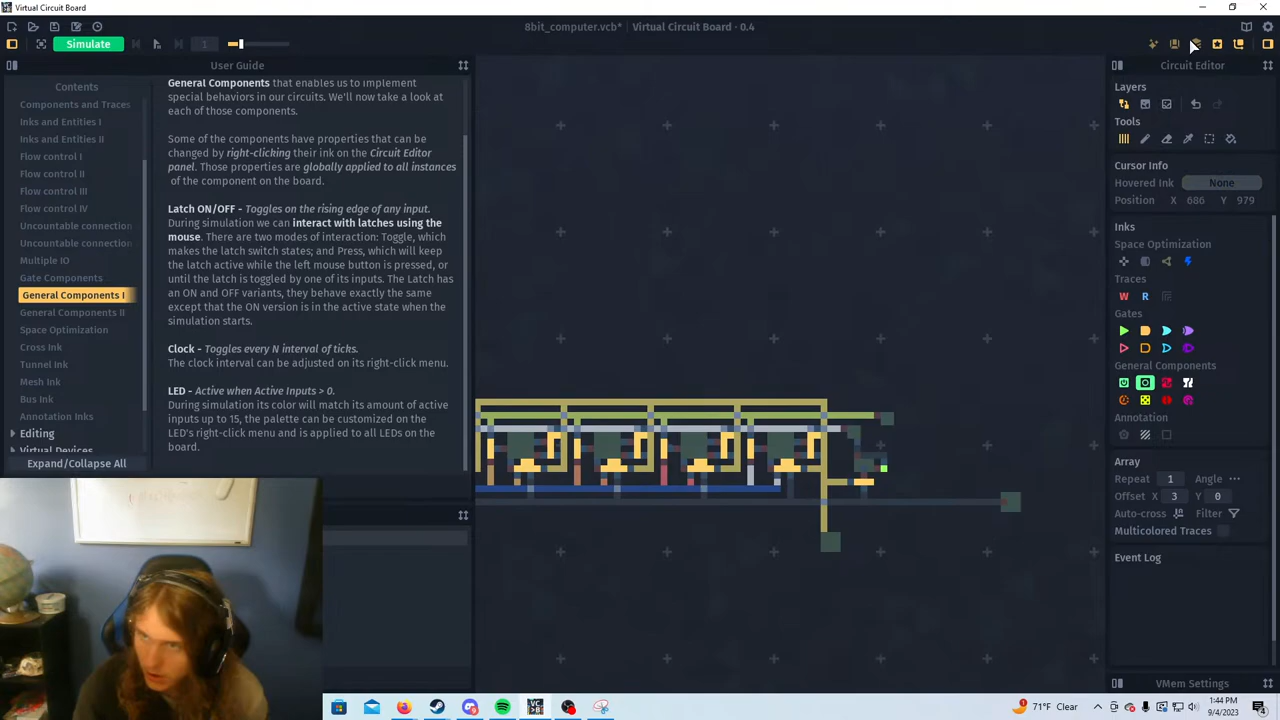 Virtual Circuit Board
8bit_computer.vcb* | Virtual Circuit Board · 0.4
Simulate
1
User Guide
Circuit Editor
Contents
Components and Traces
Inks and Entities I
Inks and Entities II
Flow control I
Flow control II
Flow control III
Flow control IV
Uncountable connection
Uncountable connection
Multiple IO
Gate Components
General Components I
General Components II
Space Optimization
Cross Ink
Tunnel Ink
Mesh Ink
Bus Ink
Annotation Inks
Editing
Virtual Devices
Expand/Collapse All
General Components that enables us to implement
special behaviors in our circuits. We'll now take a look at
each of those components.
Some of the components have properties that can be
changed by right-clicking their ink on the Circuit Editor
panel. Those properties are globally applied to all instances
of the component on the board.
Latch ON/OFF - Toggles on the rising edge of any input.
During simulation we can interact with latches using the
mouse. There are two modes of interaction: Toggle, which
makes the latch switch states; and Press, which will keep
the latch active while the left mouse button is pressed, or
until the latch is toggled by one of its inputs. The Latch has
an ON and OFF variants, they behave exactly the same
except that the ON version is in the active state when the
simulation starts.
Clock - Toggles every N interval of ticks.
The clock interval can be adjusted on its right-click menu.
LED - Active when Active Inputs > 0.
During simulation its color will match its amount of active
inputs up to 15, the palette can be customized on the
LED's right-click menu and is applied to all LEDs on the
board.
Layers
Tools
Cursor Info
Hovered Ink None
Position X 686 Y 979
Inks
Space Optimization
Traces
W R
Gates
General Components
Annotation
Array
Repeat 1 Angle
Offset X 3 Y 0
Auto-cross Filter
Multicolored Traces
Event Log
VMem Settings
71°F Clear
1:44 PM
9/4/2023